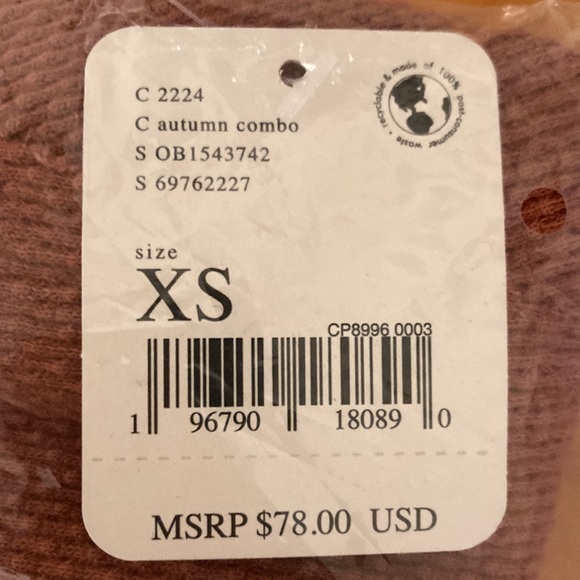 C 2224
C autumn combo
S OB1543742
S 69762227
recyclable & made of 100% post-consumer waste •
size
XS
CP8996 0003
1 96790 18089 0
MSRP $78.00 USD